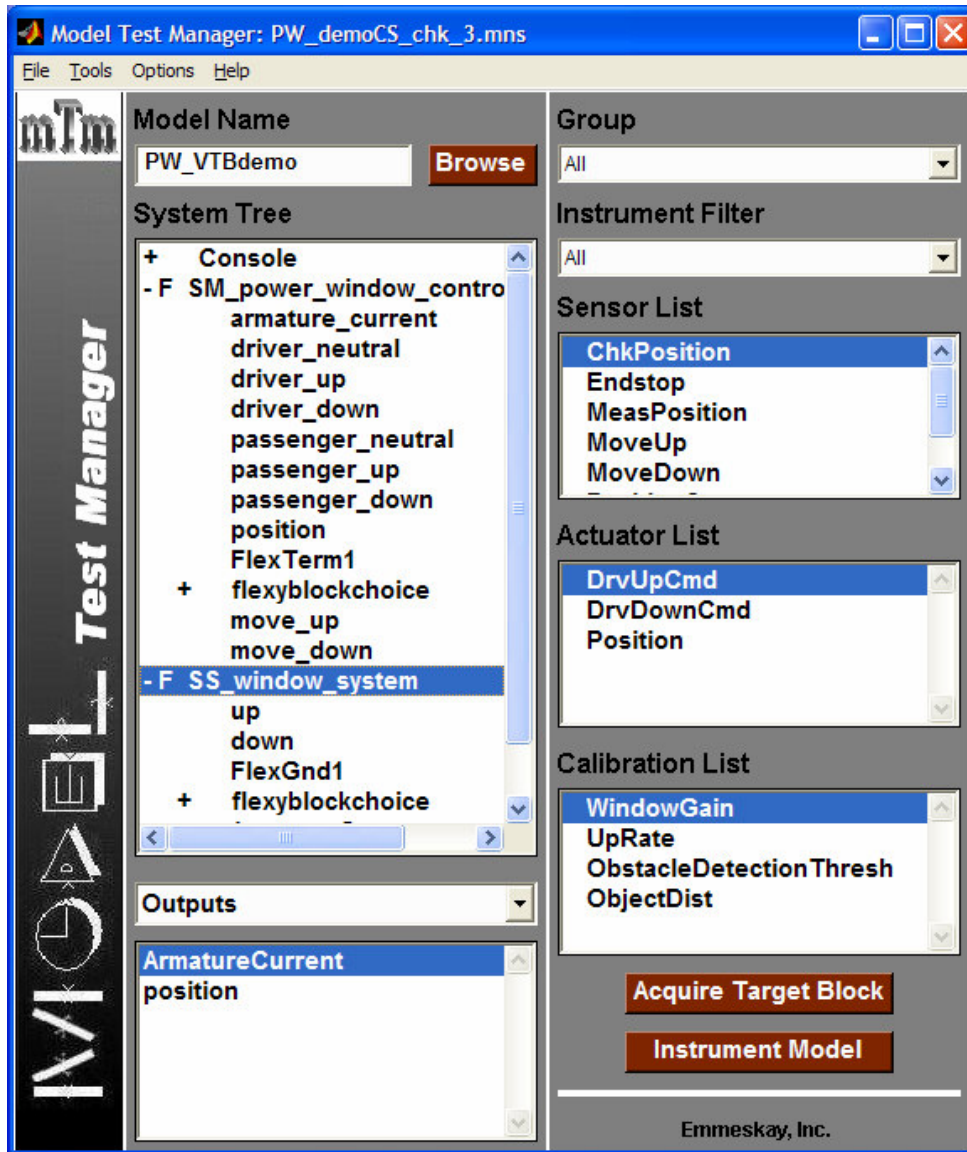 Model Test Manager: PW_demoCS_chk_3.mns
File Tools Options Help
mTm
MODEL Test Manager
Model Name
PW_VTBdemo
Browse
System Tree
+ Console
- F SM_power_window_contro
armature_current
driver_neutral
driver_up
driver_down
passenger_neutral
passenger_up
passenger_down
position
FlexTerm1
+ flexyblockchoice
move_up
move_down
- F SS_window_system
up
down
FlexGnd1
+ flexyblockchoice
Outputs
ArmatureCurrent
position
Group
All
Instrument Filter
All
Sensor List
ChkPosition
Endstop
MeasPosition
MoveUp
MoveDown
Actuator List
DrvUpCmd
DrvDownCmd
Position
Calibration List
WindowGain
UpRate
ObstacleDetectionThresh
ObjectDist
Acquire Target Block
Instrument Model
Emmeskay, Inc.